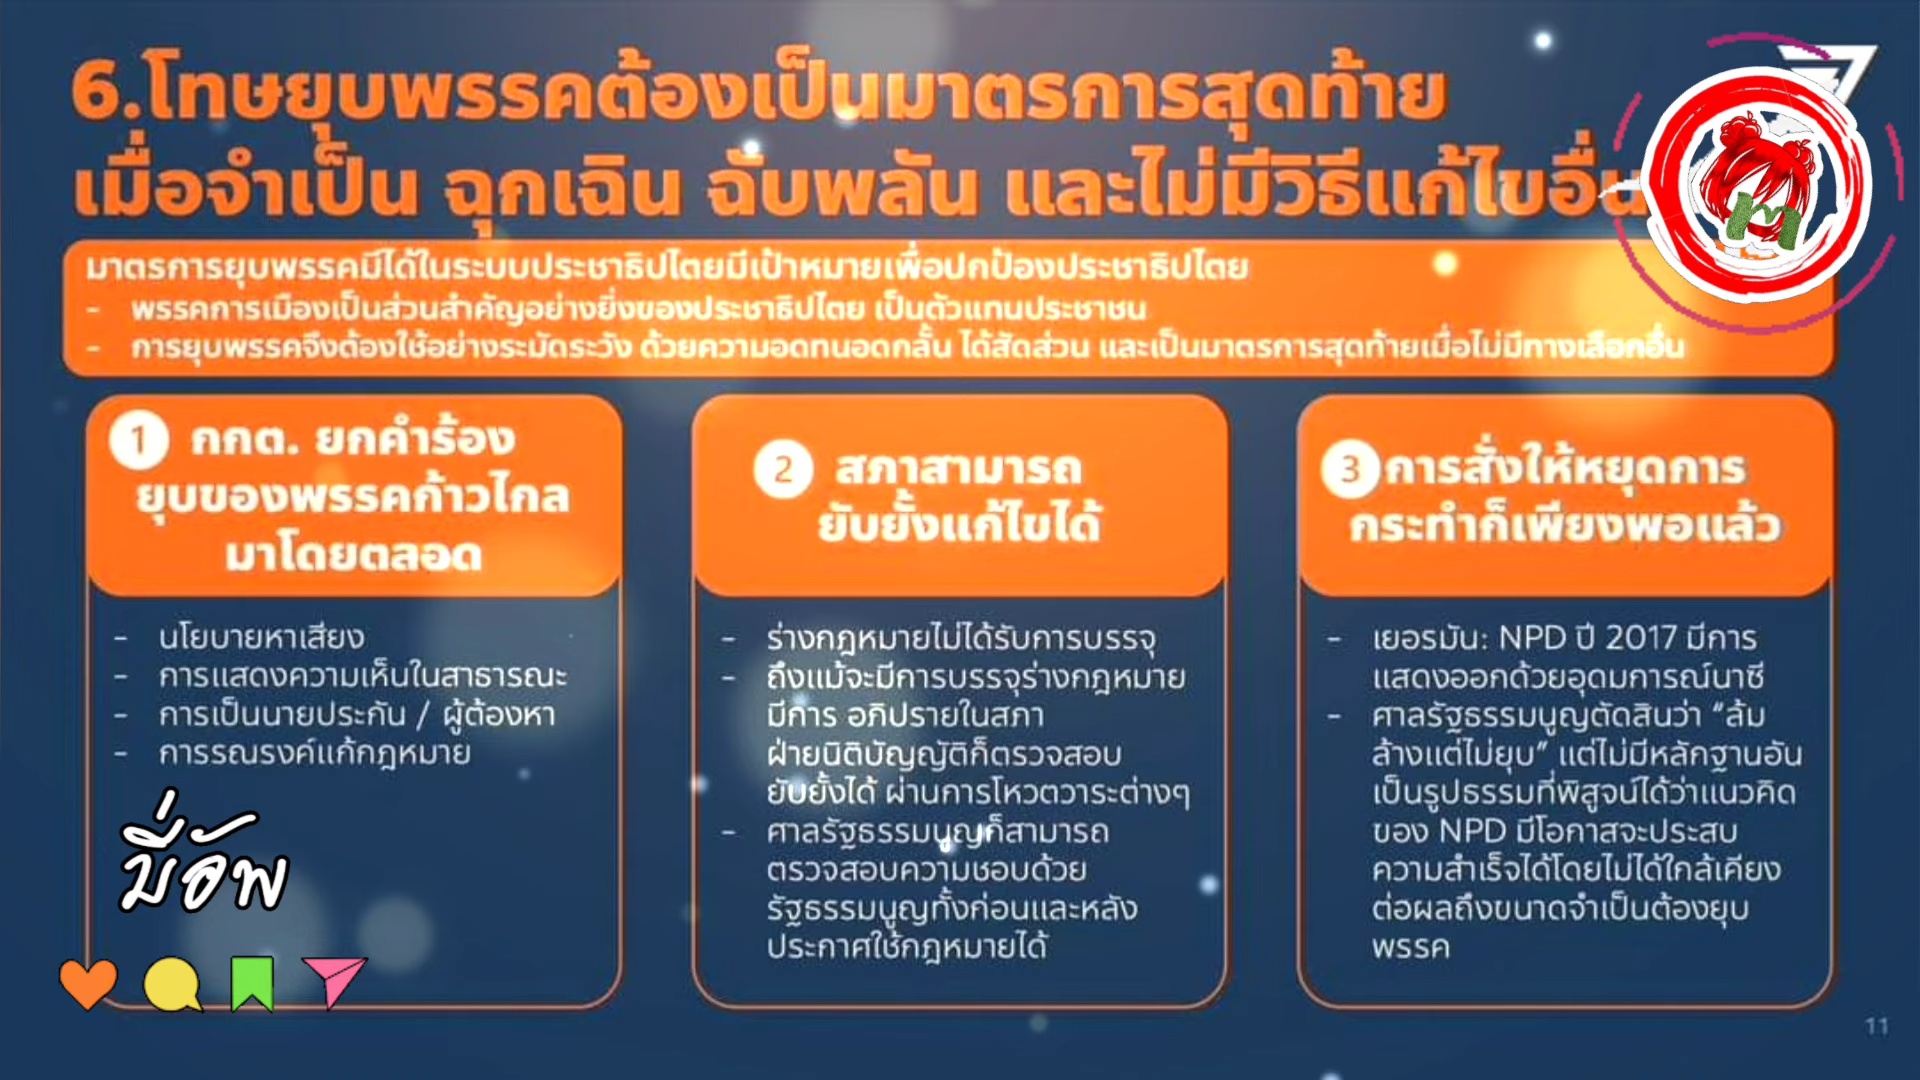 6.โทษยุบพรรคต้องเป็นมาตรการสุดท้าย
เมื่อจำเป็น ฉุกเฉิน ฉับพลัน และไม่มีวิธีแก้ไขอื่น
มาตรการยุบพรรคมีได้ในระบบประชาธิปไตยมีเป้าหมายเพื่อปกป้องประชาธิปไตย
- พรรคการเมืองเป็นส่วนสำคัญอย่างยิ่งของประชาธิปไตย เป็นตัวแทนประชาชน
- การยุบพรรคจึงต้องใช้อย่างระมัดระวัง ด้วยความอดทนอดกลั้น ได้สัดส่วน และเป็นมาตรการสุดท้ายเมื่อไม่มีทางเลือกอื่น
1 กกต. ยกคำร้อง
ยุบของพรรคก้าวไกล
มาโดยตลอด
- นโยบายหาเสียง
- การแสดงความเห็นในสาธารณะ
- การเป็นนายประกัน / ผู้ต้องหา
- การรณรงค์แก้กฎหมาย
2 สภาสามารถ
ยับยั้งแก้ไขได้
- ร่างกฎหมายไม่ได้รับการบรรจุ
- ถึงแม้จะมีการบรรจุร่างกฎหมาย
มีการ อภิปรายในสภา
ฝ่ายนิติบัญญัติก็ตรวจสอบ
ยับยั้งได้ ผ่านการโหวตวาระต่างๆ
- ศาลรัฐธรรมนูญก็สามารถ
ตรวจสอบความชอบด้วย
รัฐธรรมนูญทั้งก่อนและหลัง
ประกาศใช้กฎหมายได้
3 การสั่งให้หยุดการ
กระทำก็เพียงพอแล้ว
- เยอรมัน: NPD ปี 2017 มีการ
แสดงออกด้วยอุดมการณ์นาซี
- ศาลรัฐธรรมนูญตัดสินว่า “ล้ม
ล้างแต่ไม่ยุบ” แต่ไม่มีหลักฐานอัน
เป็นรูปธรรมที่พิสูจน์ได้ว่าแนวคิด
ของ NPD มีโอกาสจะประสบ
ความสำเร็จได้โดยไม่ได้ใกล้เคียง
ต่อผลถึงขนาดจำเป็นต้องยุบ
พรรค
มี่อัพ
11